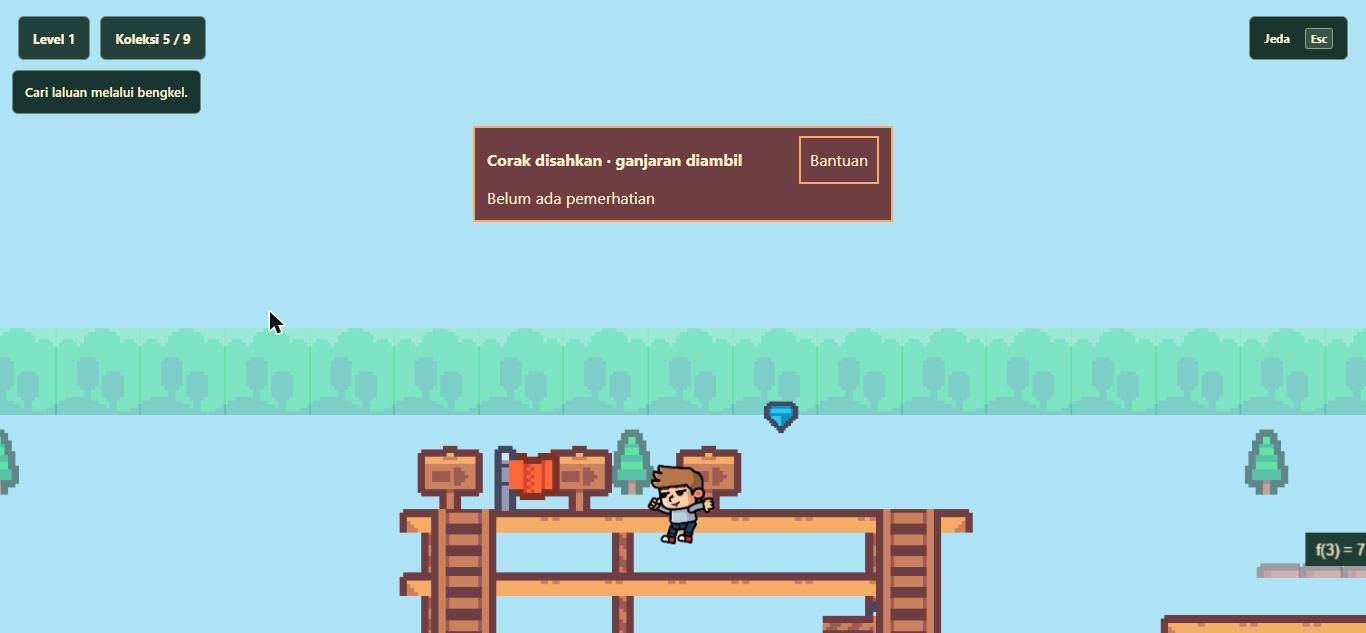 Level 1
Koleksi 5 / 9
Jeda Esc
Cari laluan melalui bengkel.
Corak disahkan · ganjaran diambil
Bantuan
Belum ada pemerhatian
f(3) = 7